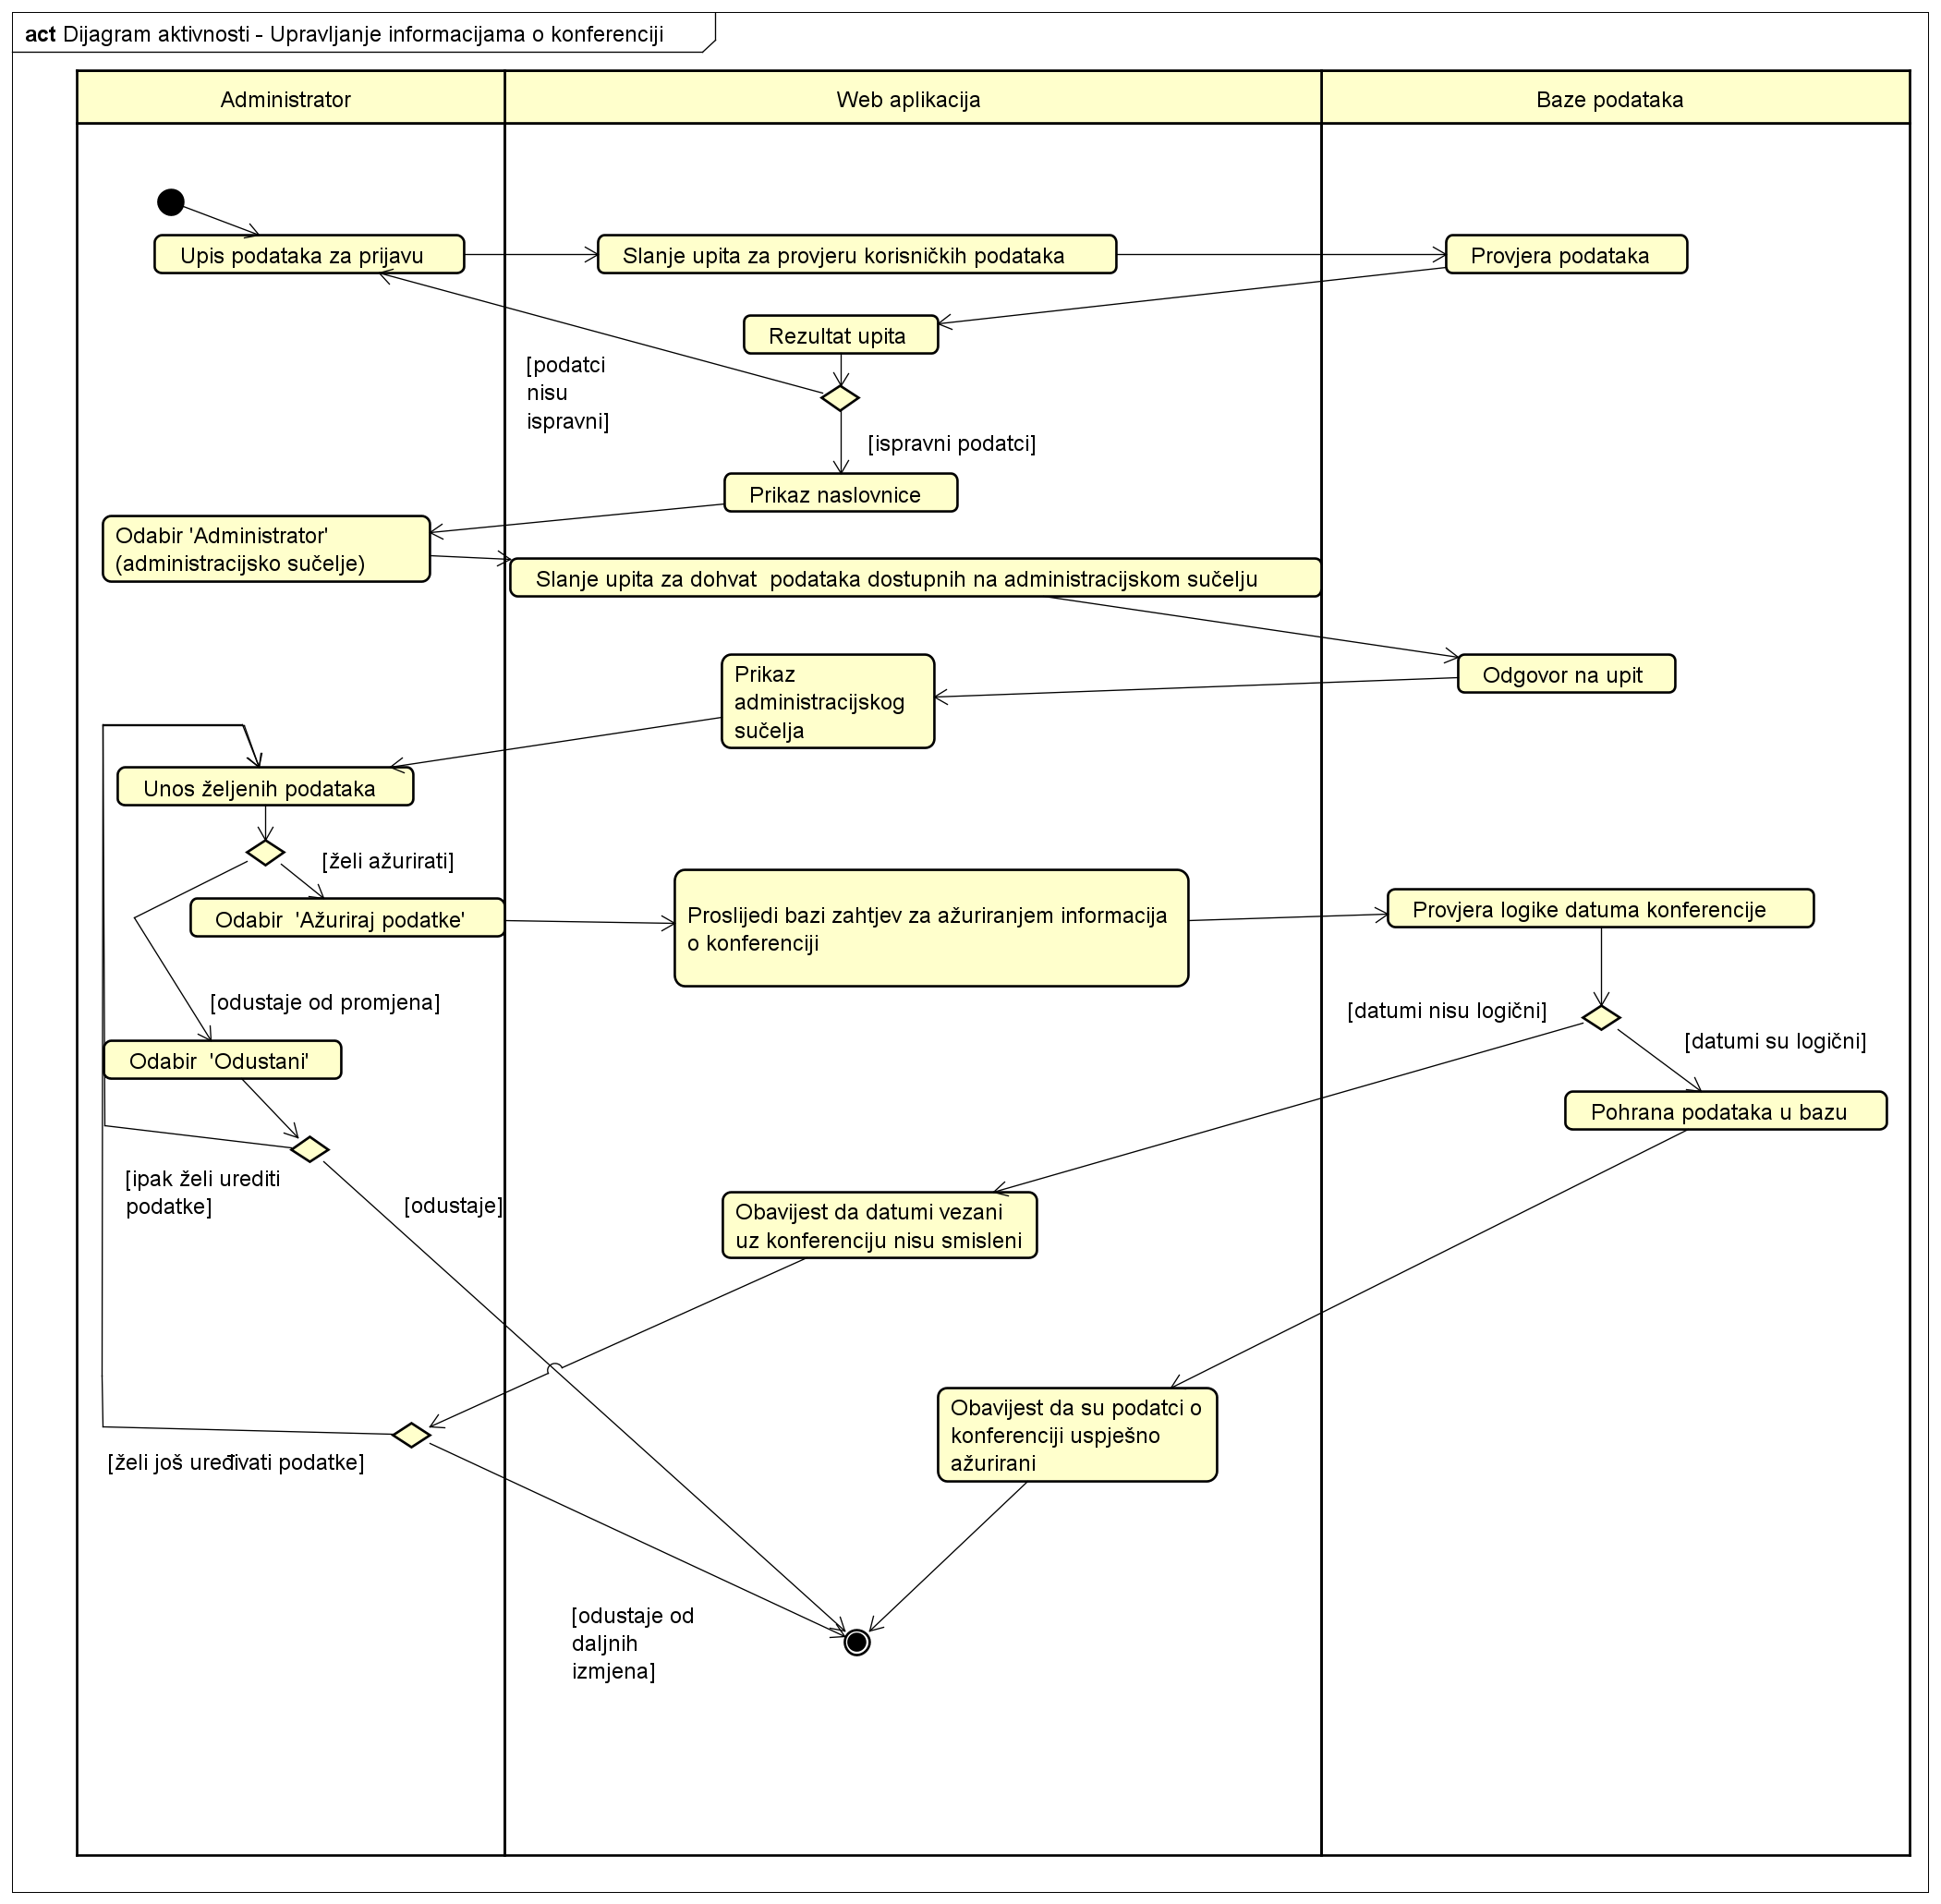 act Dijagram aktivnosti - Upravljanje informacijama o konferenciji
Administrator
Web aplikacija
Baze podataka
Upis podataka za prijavu
Slanje upita za provjeru korisničkih podataka
Provjera podataka
Rezultat upita
[podatci
nisu
ispravni]
[ispravni podatci]
Prikaz naslovnice
Odabir 'Administrator'
(administracijsko sučelje)
Slanje upita za dohvat  podataka dostupnih na administracijskom sučelju
Odgovor na upit
Prikaz
administracijskog
sučelja
Unos željenih podataka
[želi ažurirati]
Odabir  'Ažuriraj podatke'
Proslijedi bazi zahtjev za ažuriranjem informacija
o konferenciji
Provjera logike datuma konferencije
[odustaje od promjena]
[datumi nisu logični]
[datumi su logični]
Odabir  'Odustani'
Pohrana podataka u bazu
[ipak želi urediti
podatke]
[odustaje]
Obavijest da datumi vezani
uz konferenciju nisu smisleni
Obavijest da su podatci o
konferenciji uspješno
ažurirani
[želi još uređivati podatke]
[odustaje od
daljnih
izmjena]